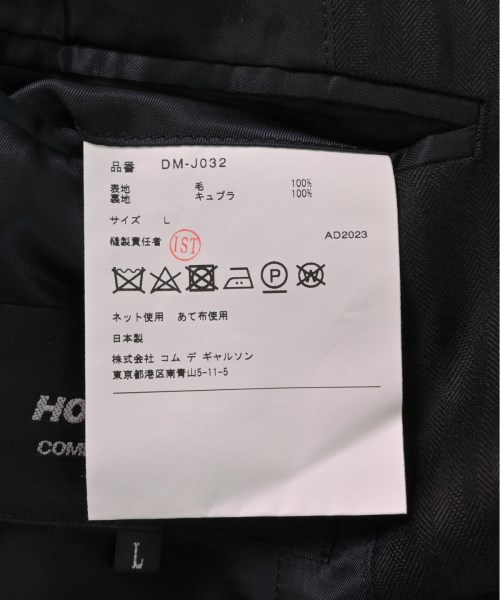 品番 DM-J032
表地 毛 100%
裏地 キュプラ 100%
サイズ L
縫製責任者 IST AD2023
ネット使用 あて布使用
日本製
株式会社 コム デ ギャルソン
東京都港区南青山5-11-5
HO
COM
L